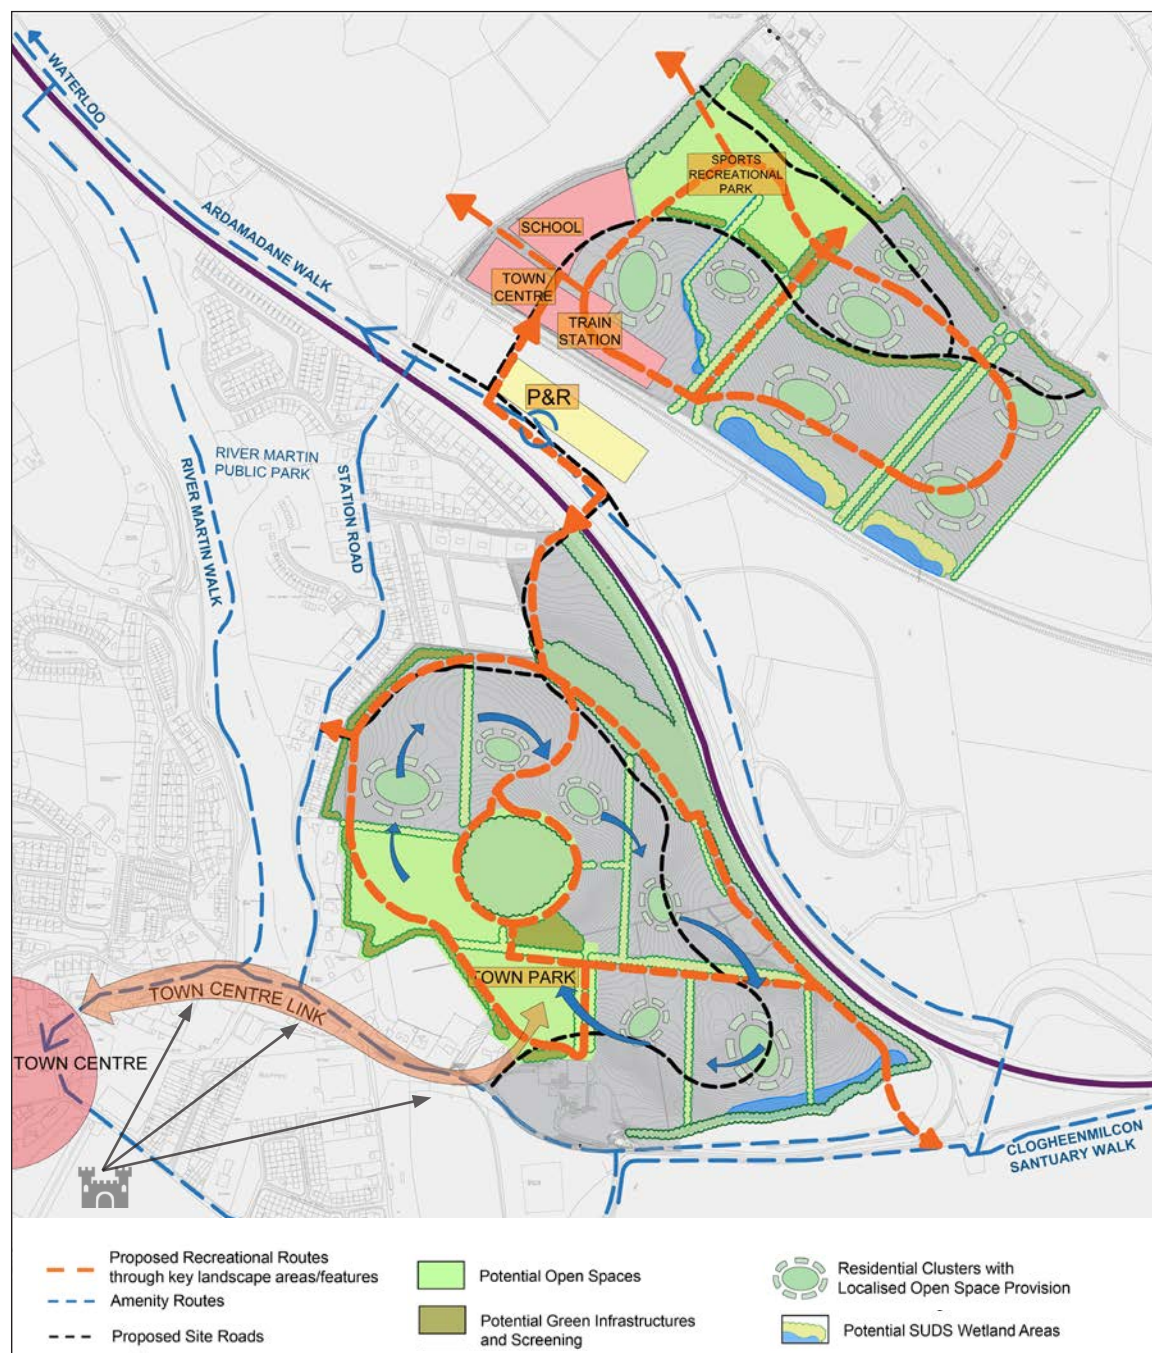 WATERLOO
ARDAMADANE WALK
SPORTS
RECREATIONAL
PARK
SCHOOL
TOWN
CENTRE
TRAIN
STATION
P&R
RIVER MARTIN
PUBLIC PARK
RIVER MARTIN WALK
STATION ROAD
TOWN PARK
TOWN CENTRE LINK
TOWN CENTRE
CLOGHEENMILCON
SANTUARY WALK
Proposed Recreational Routes
through key landscape areas/features
Amenity Routes
Proposed Site Roads
Potential Open Spaces
Potential Green Infrastructures
and Screening
Residential Clusters with
Localised Open Space Provision
Potential SUDS Wetland Areas